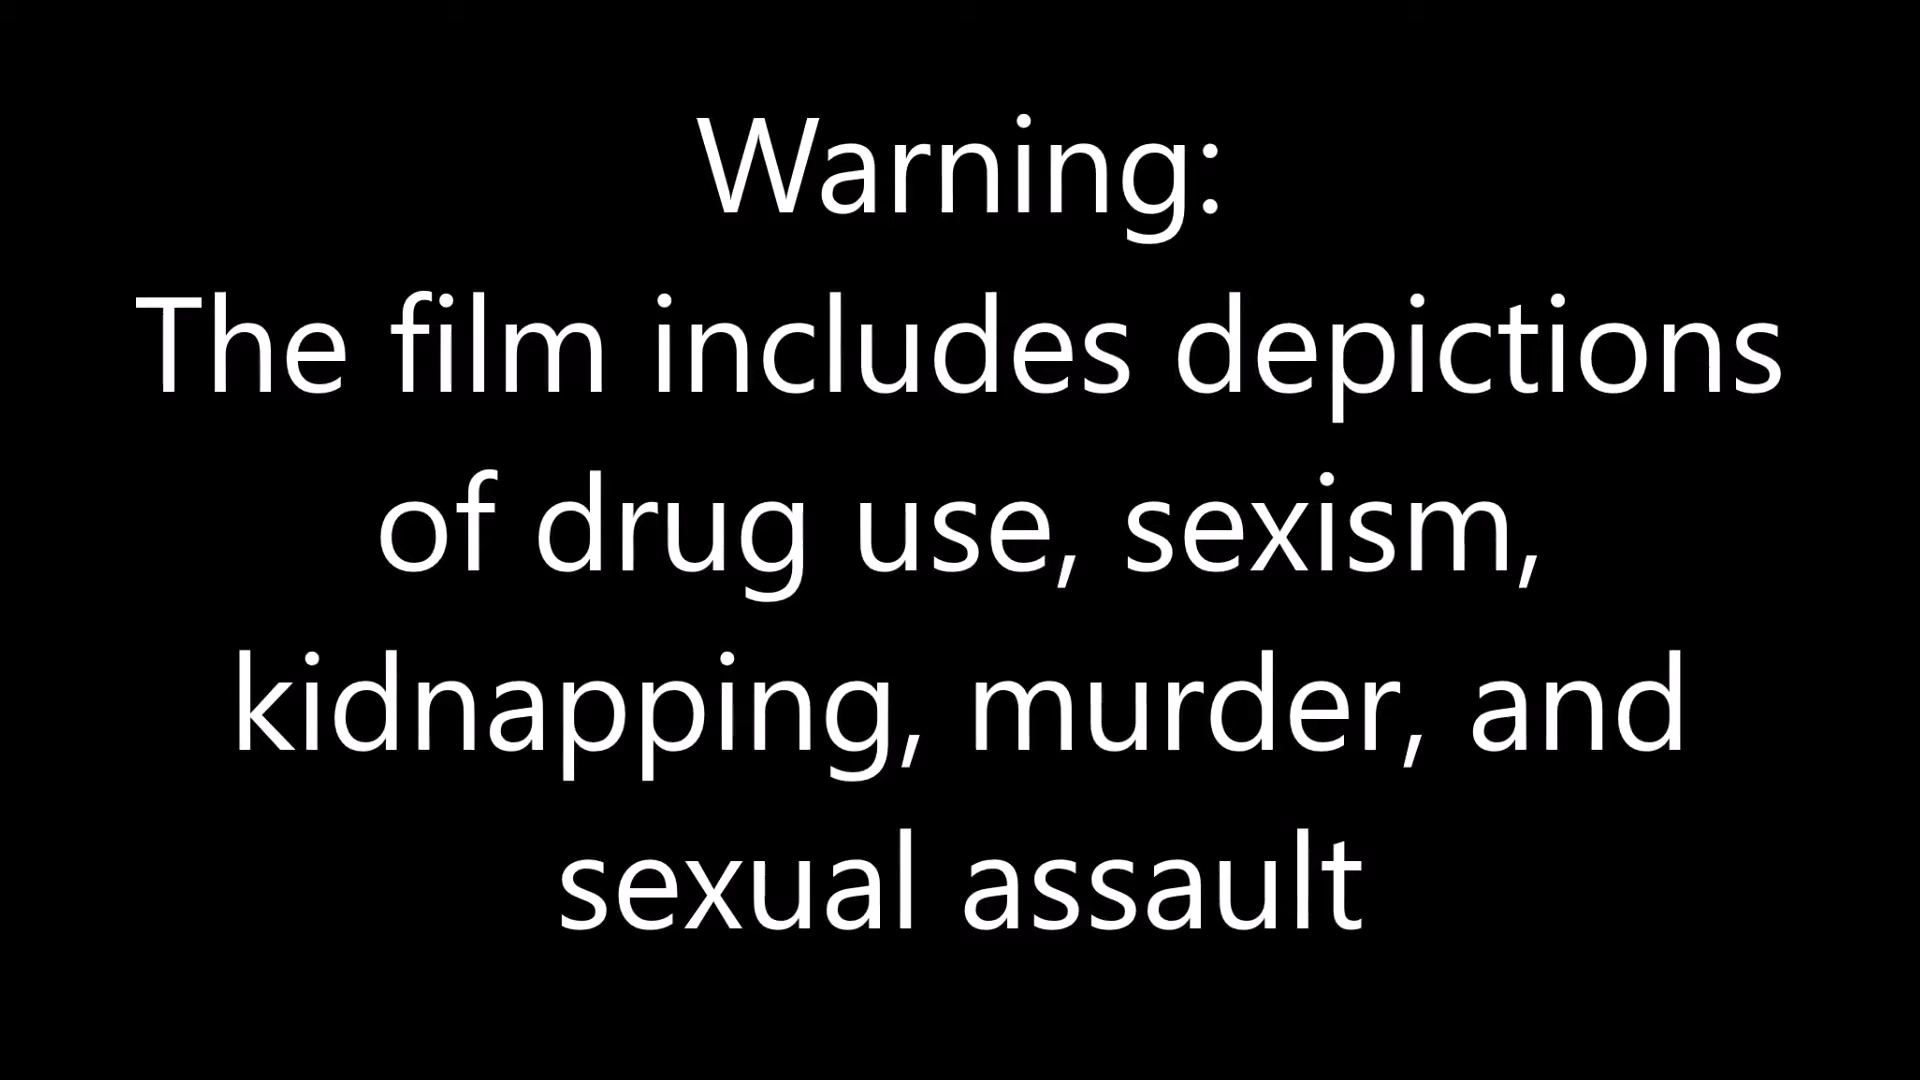 Warning:
The film includes depictions
of drug use, sexism,
kidnapping, murder, and
sexual assault